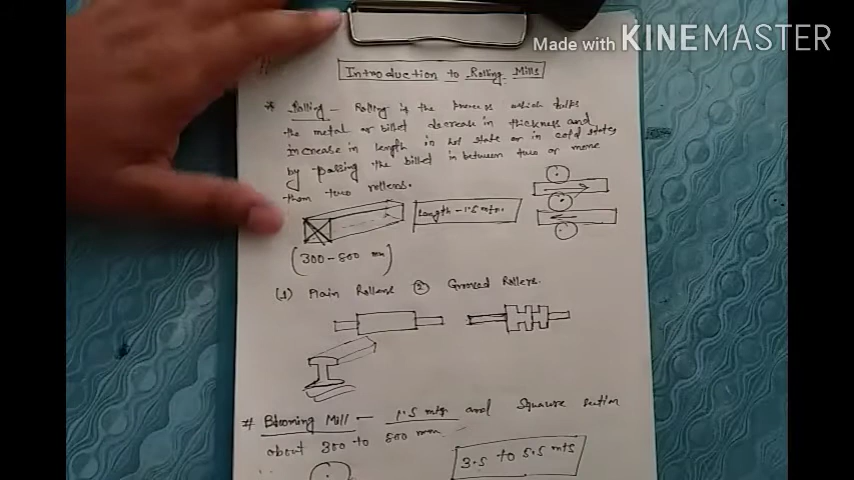 Made with KINEMASTER
Introduction to Rolling Mills
* Rolling - Rolling is the process which
the metal or billet decrease in thickness and
increase in length in hot state or in cold state,
by passing the billet in between two or more
than two rollers.
Length - 1.5 mtr.
(300 - 500 mm)
(1) Plain Rollers (2) Grooved Rollers.
# Blooming Mill - 1.5 mtr and Square section
about 300 to 500 mm
3.5 to 5.5 mts